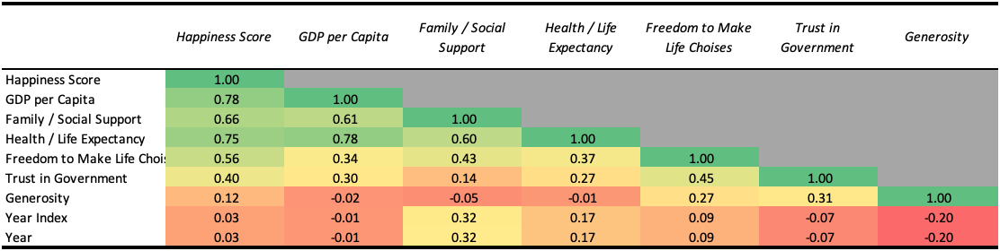 Happiness Score GDP per Capita Family / Social Support Health / Life Expectancy Freedom to Make Life Choises Trust in Government Generosity
Happiness Score 1.00
GDP per Capita 0.78 1.00
Family / Social Support 0.66 0.61 1.00
Health / Life Expectancy 0.75 0.78 0.60 1.00
Freedom to Make Life Chois 0.56 0.34 0.43 0.37 1.00
Trust in Government 0.40 0.30 0.14 0.27 0.45 1.00
Generosity 0.12 -0.02 -0.05 -0.01 0.27 0.31 1.00
Year Index 0.03 -0.01 0.32 0.17 0.09 -0.07 -0.20
Year 0.03 -0.01 0.32 0.17 0.09 -0.07 -0.20